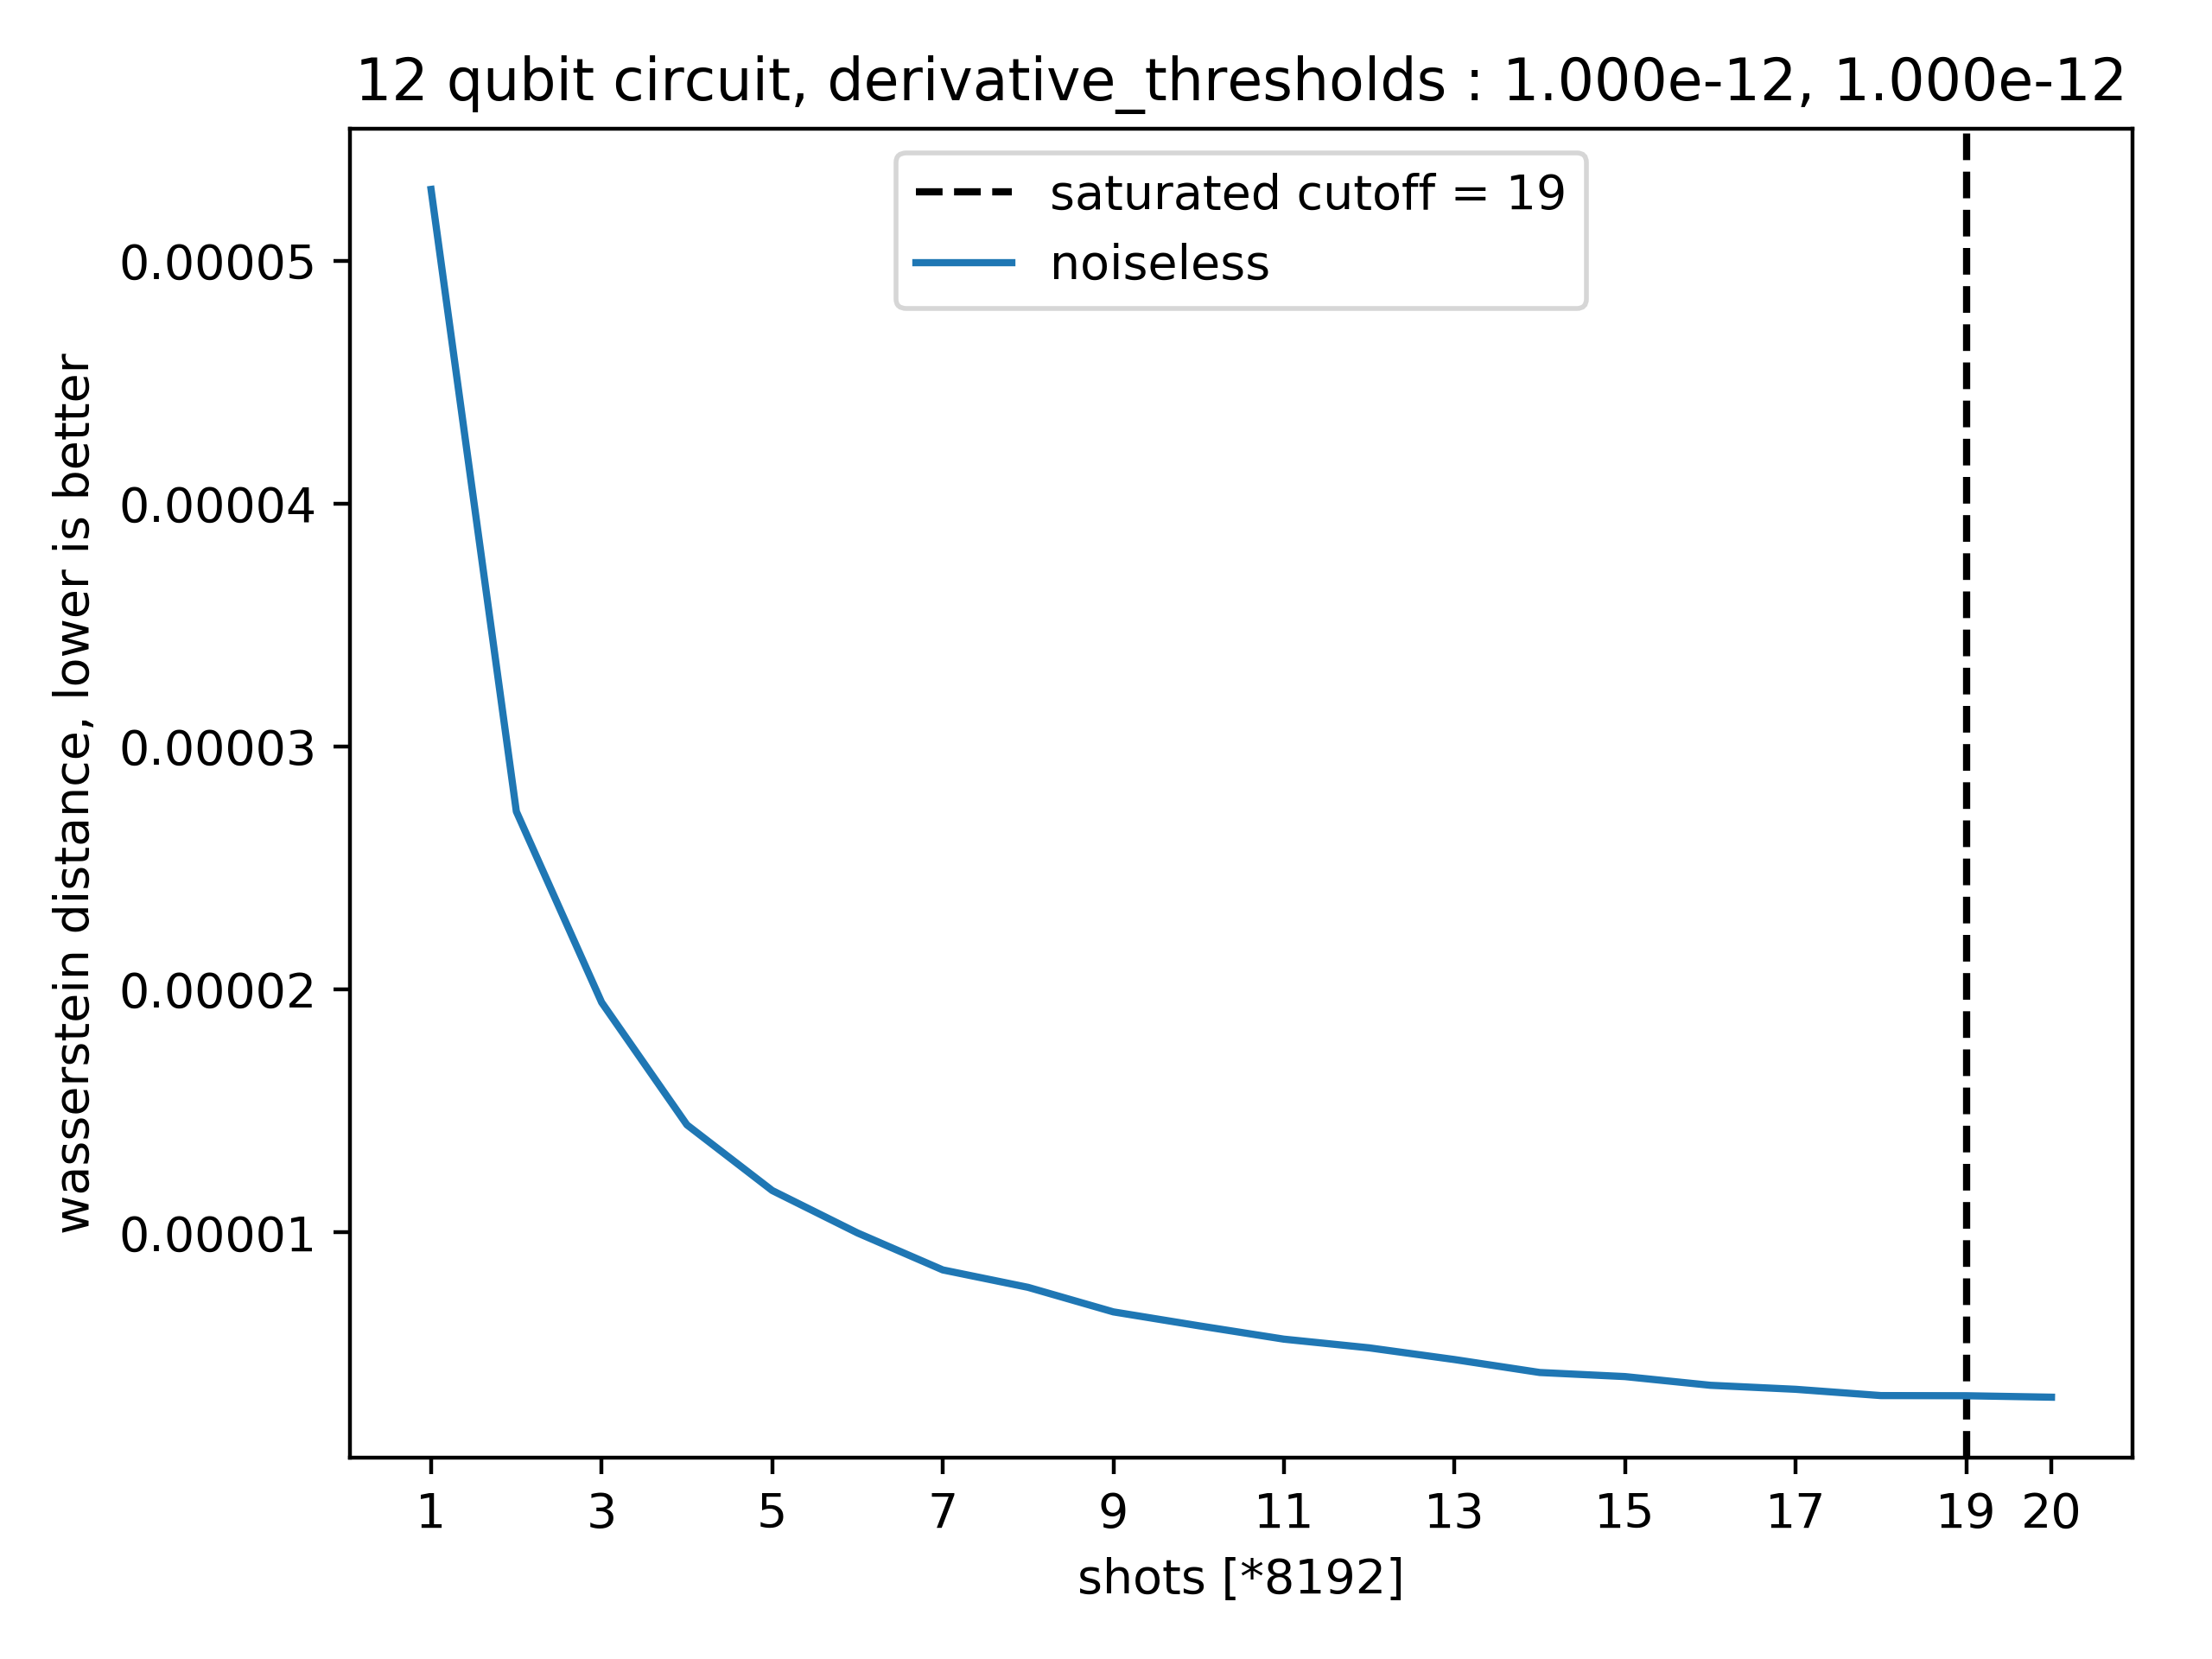 12 qubit circuit, derivative_thresholds : 1.000e-12, 1.000e-12
saturated cutoff = 19
noiseless
wasserstein distance, lower is better
0.00005
0.00004
0.00003
0.00002
0.00001
1 3 5 7 9 11 13 15 17 19 20
shots [*8192]